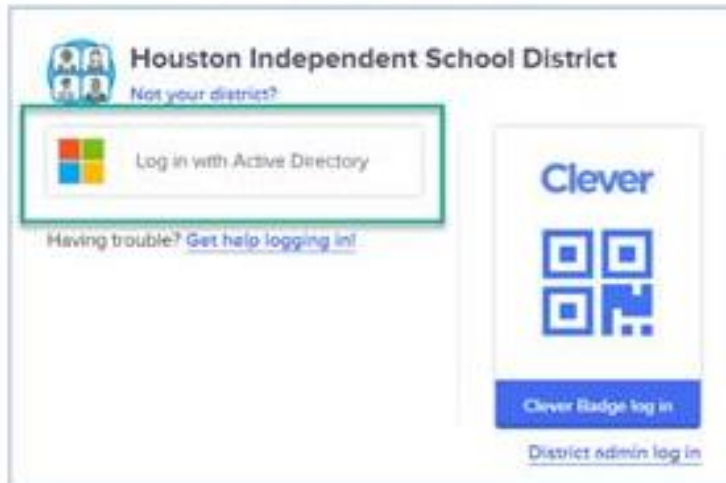 Houston Independent School District
Not your district?
Log in with Active Directory
Having trouble? Get help logging in!
Clever
Clever Badge log in
District admin log in